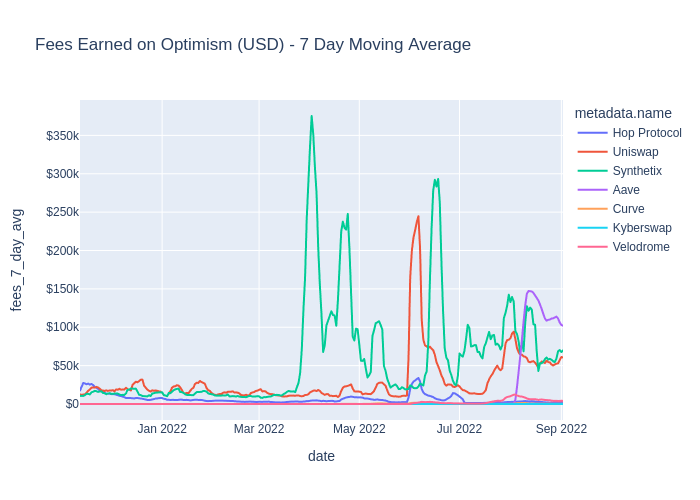 Fees Earned on Optimism (USD) - 7 Day Moving Average
metadata.name
Hop Protocol
Uniswap
Synthetix
Aave
Curve
Kyberswap
Velodrome
fees_7_day_avg
$350k
$300k
$250k
$200k
$150k
$100k
$50k
$0
Jan 2022
Mar 2022
May 2022
Jul 2022
Sep 2022
date